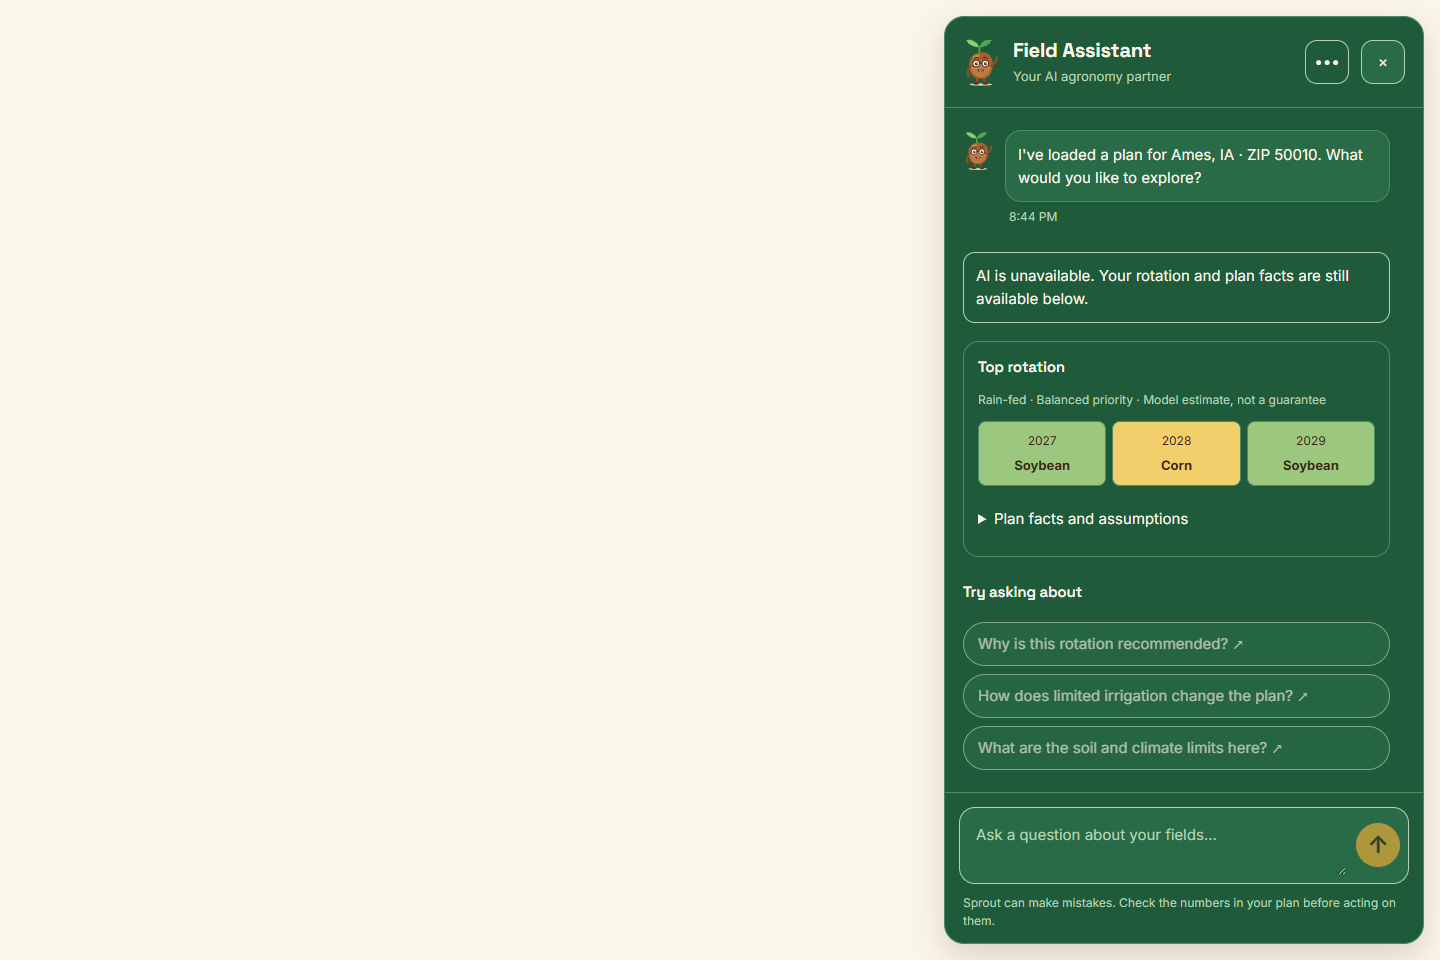 Field Assistant
Your AI agronomy partner
•••
×
I've loaded a plan for Ames, IA · ZIP 50010. What
would you like to explore?
8:44 PM
AI is unavailable. Your rotation and plan facts are still
available below.
Top rotation
Rain-fed · Balanced priority · Model estimate, not a guarantee
2027
Soybean
2028
Corn
2029
Soybean
▶ Plan facts and assumptions
Try asking about
Why is this rotation recommended? ↗
How does limited irrigation change the plan? ↗
What are the soil and climate limits here? ↗
Ask a question about your fields...
Sprout can make mistakes. Check the numbers in your plan before acting on
them.